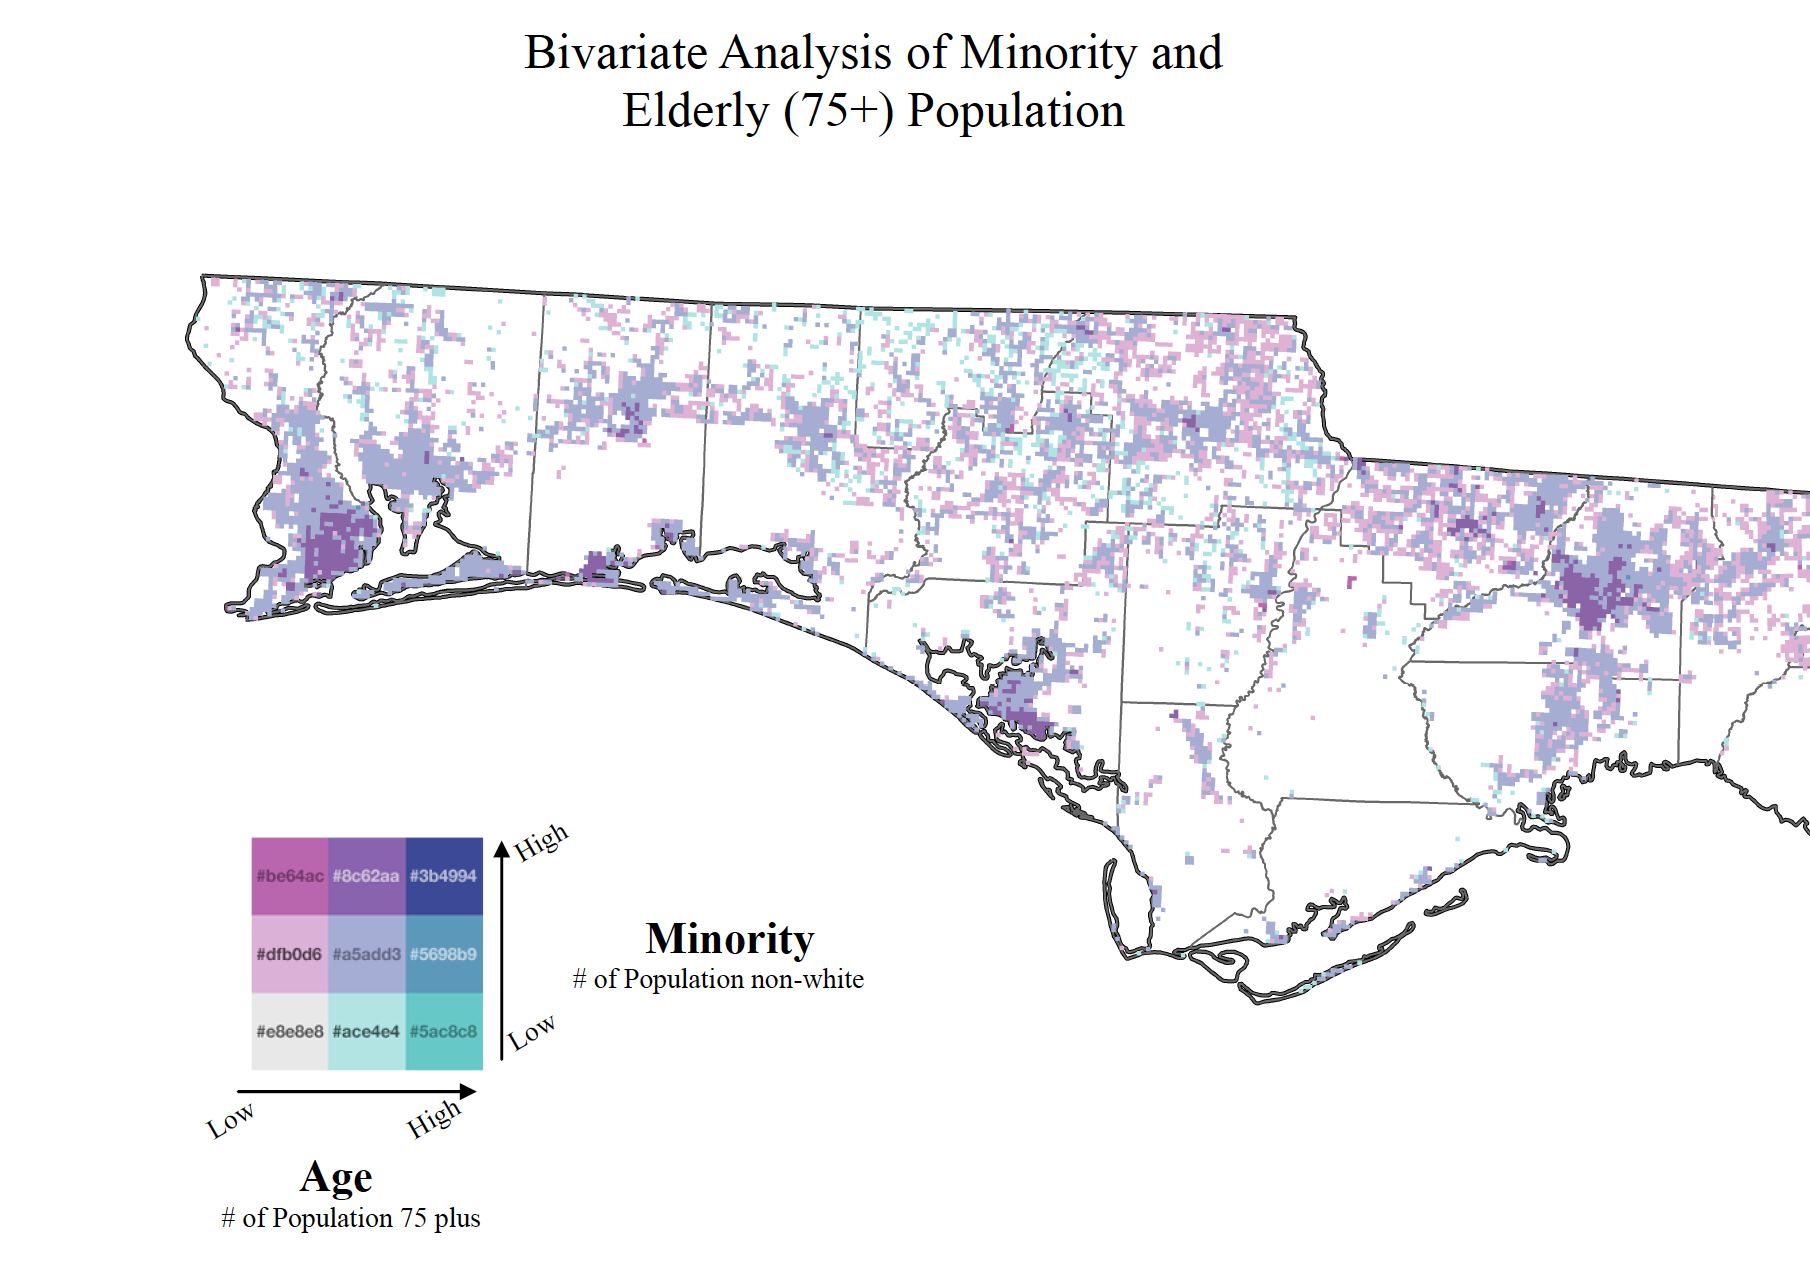 Bivariate Analysis of Minority and
Elderly (75+) Population
#be64ac #8c62aa #3b4994
#dfb0d6 #a5add3 #5698b9
#e8e8e8 #ace4e4 #5ac8c8
High
Low
Minority
# of Population non-white
Low
High
Age
# of Population 75 plus